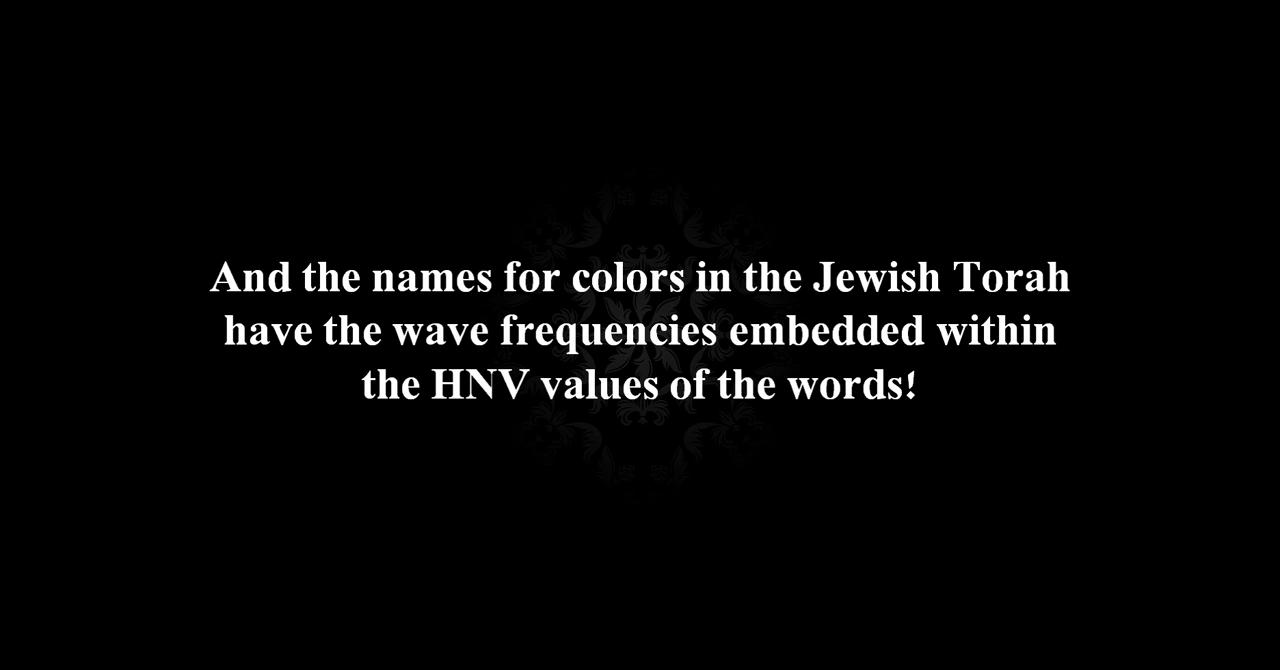 And the names for colors in the Jewish Torah
have the wave frequencies embedded within
the HNV values of the words!